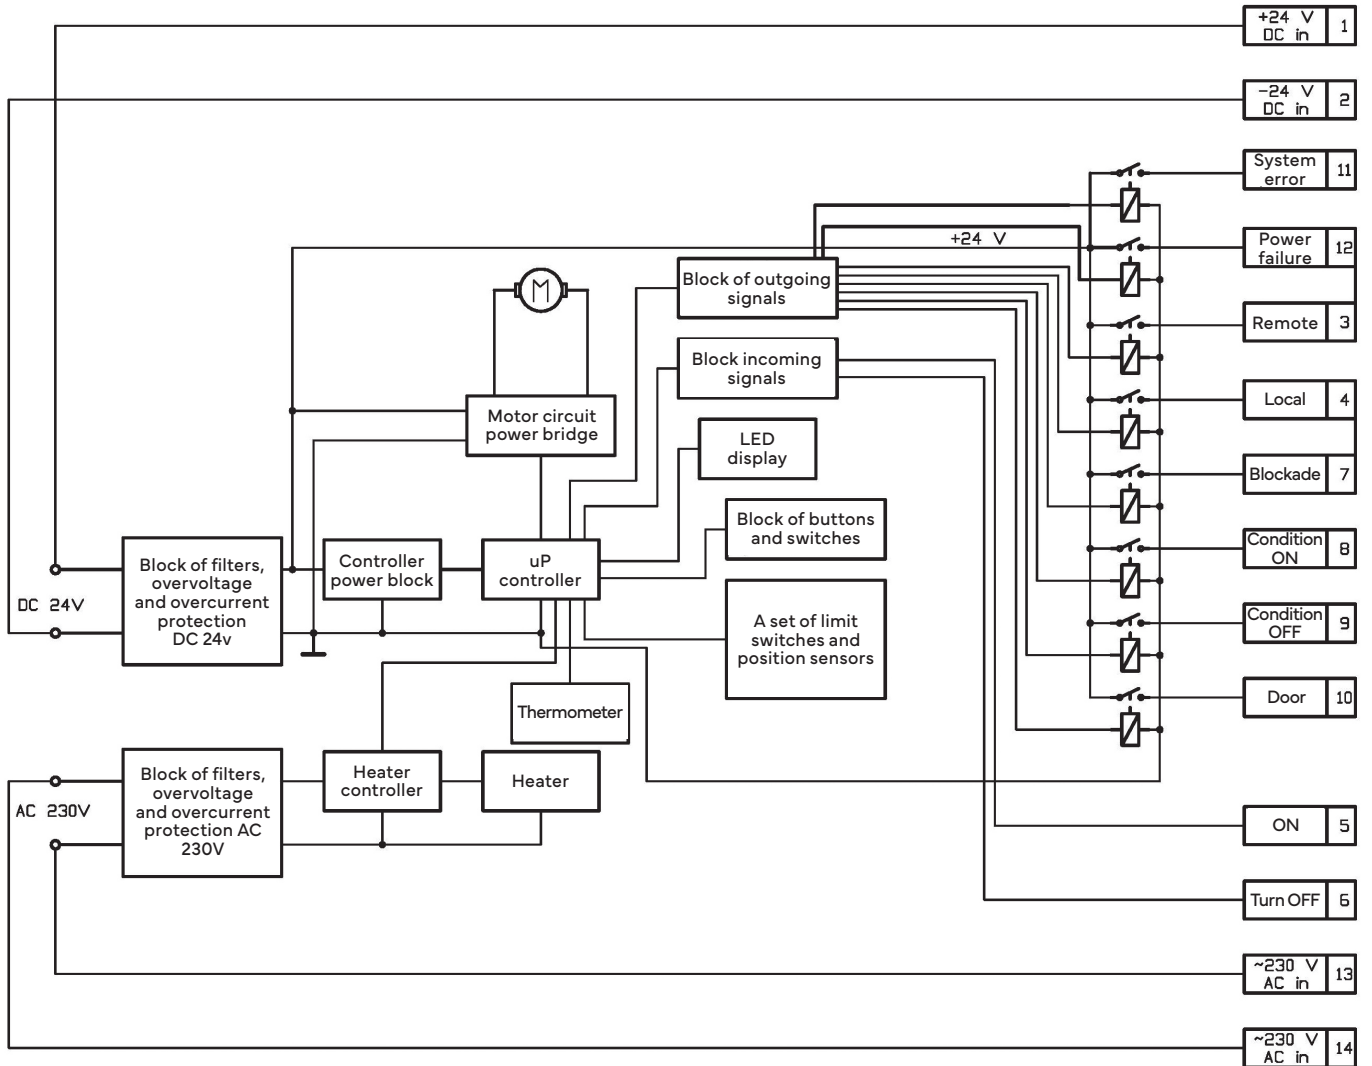 +24 V
DC in
1
-24 V
DC in
2
System
error
11
Power
failure
12
+24 V
Block of outgoing
signals
M
Remote
3
Block incoming
signals
Motor circuit
power bridge
Local
4
LED
display
Blockade
7
Block of buttons
and switches
Condition
ON
8
Block of filters,
overvoltage
and overcurrent
protection
DC 24v
Controller
power block
uP
controller
DC 24V
A set of limit
switches and
position sensors
Condition
OFF
9
Door
10
Thermometer
Block of filters,
overvoltage
and overcurrent
protection AC
230V
Heater
controller
Heater
AC 230V
ON
5
Turn OFF
6
~230 V
AC in
13
~230 V
AC in
14